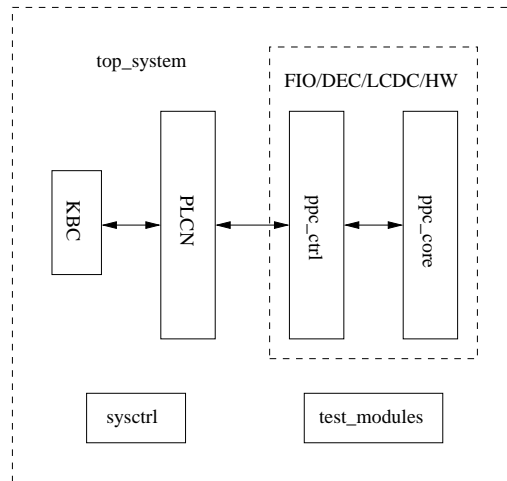 top_system
FIO/DEC/LCDC/HW
KBC
PLCN
ppc_ctrl
ppc_core
sysctrl
test_modules